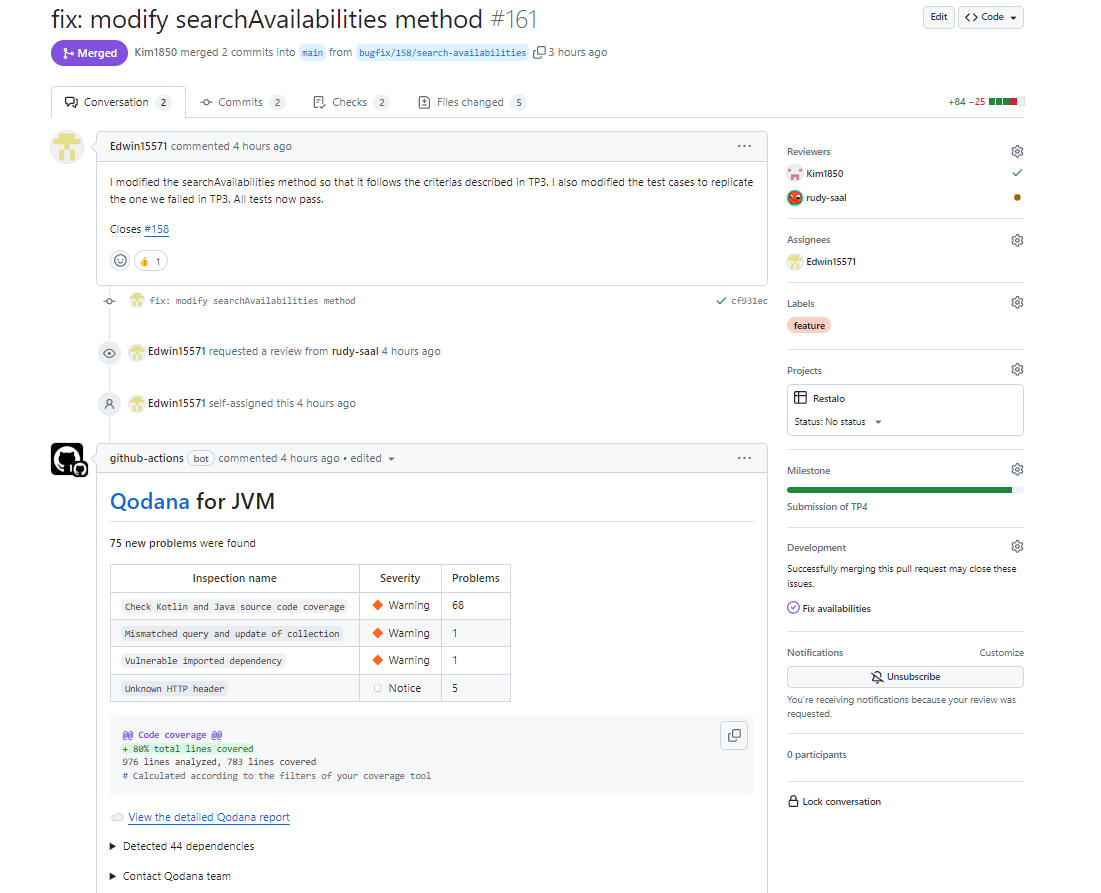 fix: modify searchAvailabilities method #161
Edit
Code
Merged
Kim1850 merged 2 commits into main from bugfix/158/search-availabilities 3 hours ago
Conversation 2
Commits 2
Checks 2
Files changed 5
+84 −25
Edwin15571 commented 4 hours ago
I modified the searchAvailabilities method so that it follows the criterias described in TP3. I also modified the test cases to replicate
the one we failed in TP3. All tests now pass.
Closes #158
1
fix: modify searchAvailabilities method
cf931ec
Edwin15571 requested a review from rudy-saal 4 hours ago
Edwin15571 self-assigned this 4 hours ago
github-actions bot commented 4 hours ago • edited
Qodana for JVM
75 new problems were found
Inspection name Severity Problems
Check Kotlin and Java source code coverage Warning 68
Mismatched query and update of collection Warning 1
Vulnerable imported dependency Warning 1
Unknown HTTP header Notice 5
@@ Code coverage @@
+ 80% total lines covered
976 lines analyzed, 783 lines covered
# Calculated according to the filters of your coverage tool
View the detailed Qodana report
Detected 44 dependencies
Contact Qodana team
Reviewers
Kim1850
rudy-saal
Assignees
Edwin15571
Labels
feature
Projects
Restalo
Status: No status
Milestone
Submission of TP4
Development
Successfully merging this pull request may close these
issues.
Fix availabilities
Notifications
Customize
Unsubscribe
You're receiving notifications because your review was
requested.
0 participants
Lock conversation